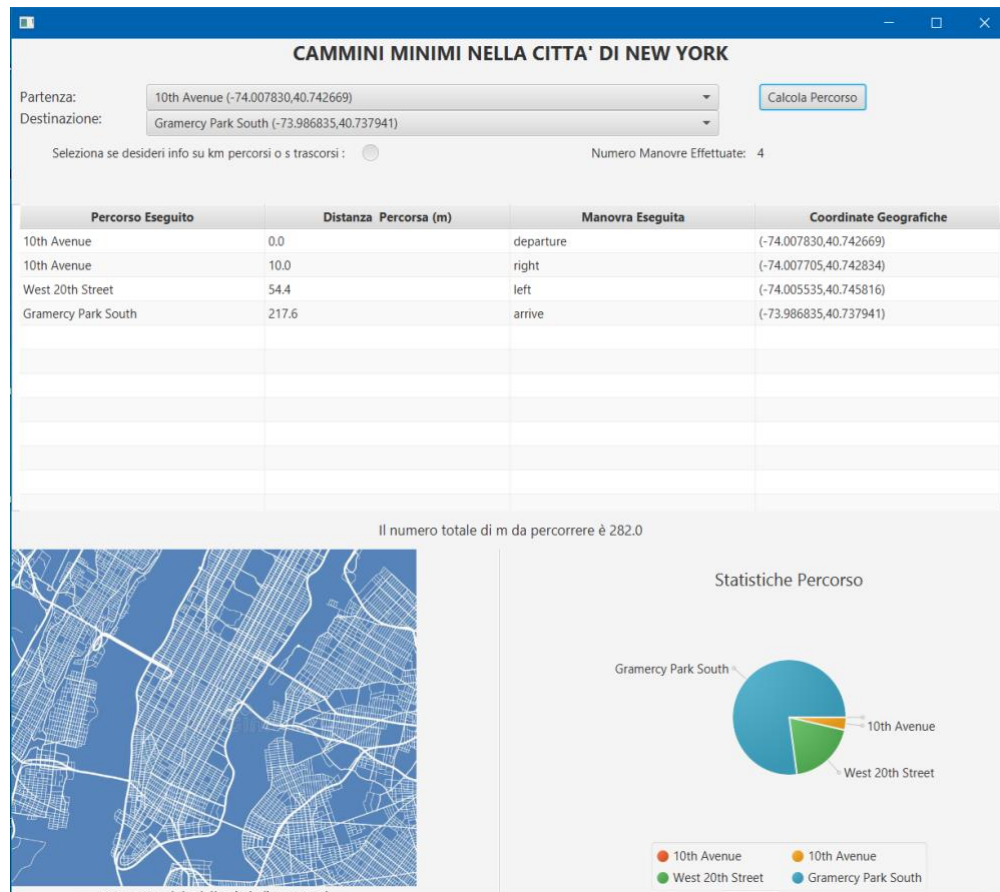 CAMMINI MINIMI NELLA CITTA' DI NEW YORK
Partenza: 10th Avenue (-74.007830,40.742669) Calcola Percorso
Destinazione: Gramercy Park South (-73.986835,40.737941)
Seleziona se desideri info su km percorsi o s trascorsi : Numero Manovre Effettuate: 4
Percorso Eseguito Distanza Percorsa (m) Manovra Eseguita Coordinate Geografiche
10th Avenue 0.0 departure (-74.007830,40.742669)
10th Avenue 10.0 right (-74.007705,40.742834)
West 20th Street 54.4 left (-74.005535,40.745816)
Gramercy Park South 217.6 arrive (-73.986835,40.737941)
Il numero totale di m da percorrere è 282.0
Statistiche Percorso
Gramercy Park South
10th Avenue
West 20th Street
10th Avenue 10th Avenue
West 20th Street Gramercy Park South